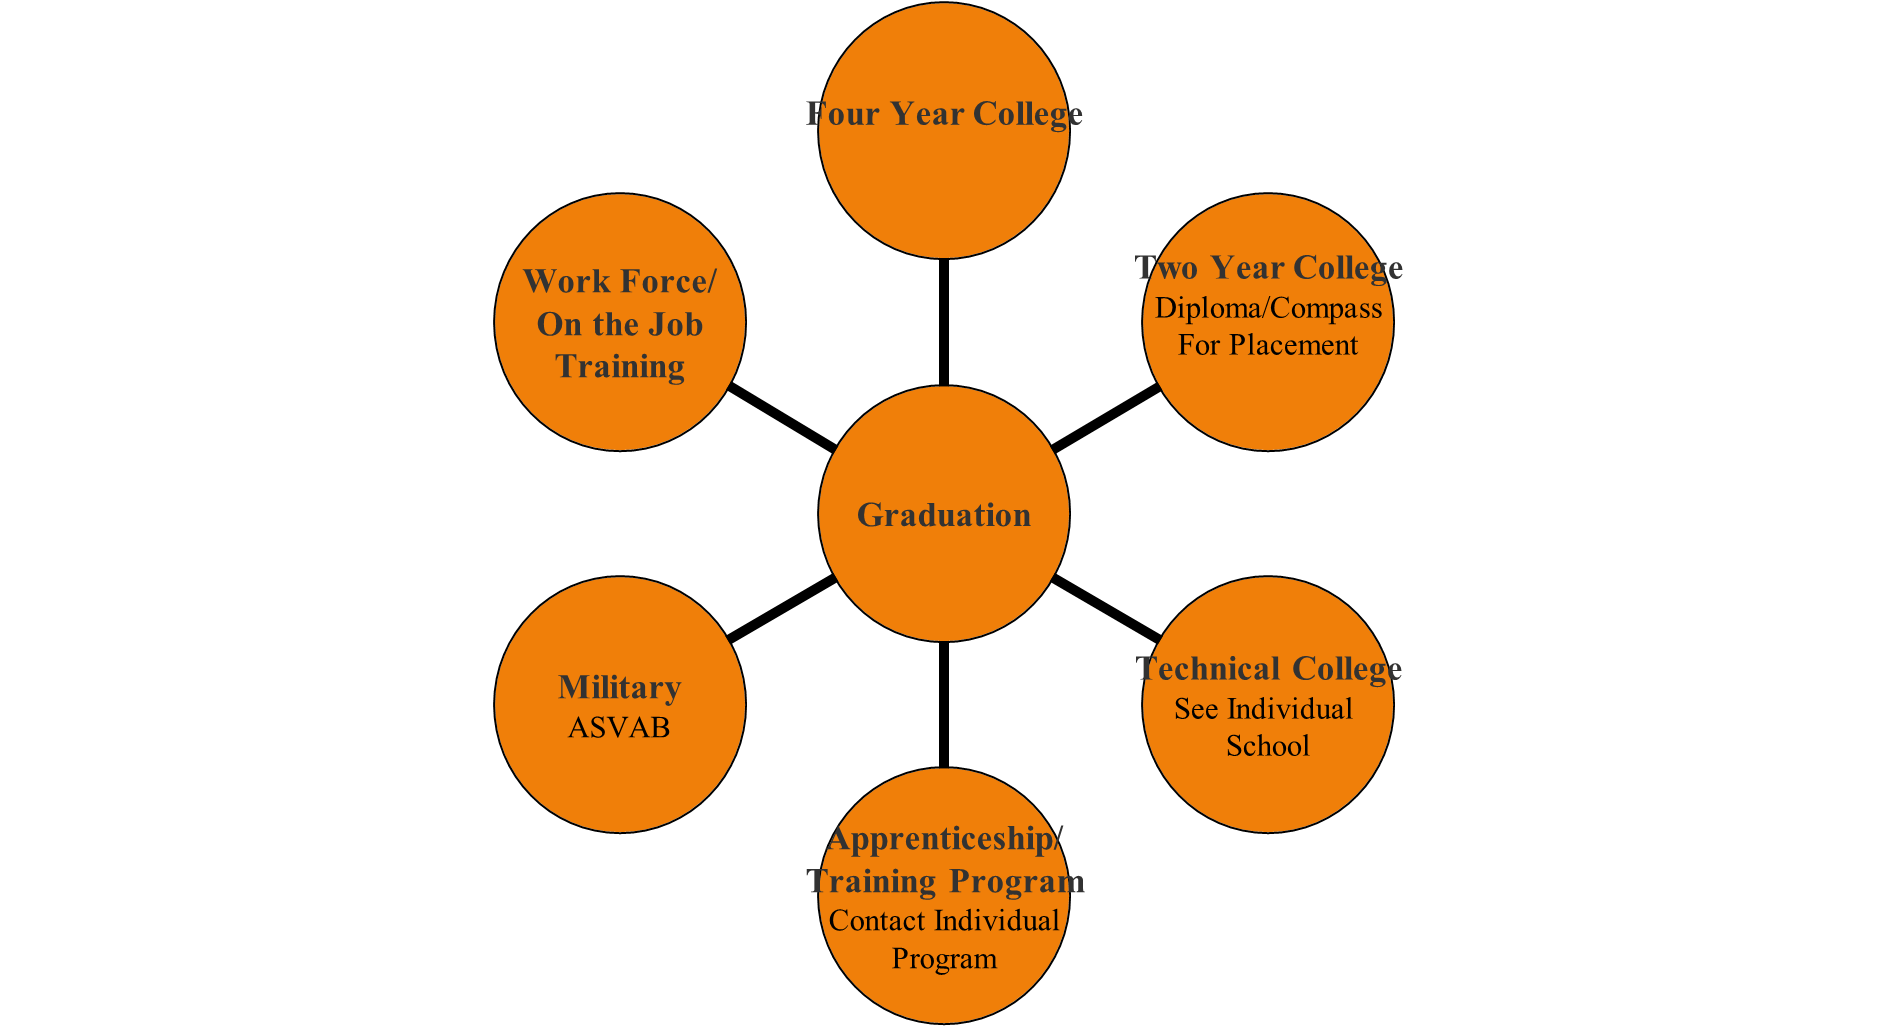 Four Year College
Work Force/
On the Job
Training
Two Year College
Diploma/Compass
For Placement
Graduation
Military
ASVAB
Technical College
See Individual
School
Apprenticeship/
Training Program
Contact Individual
Program